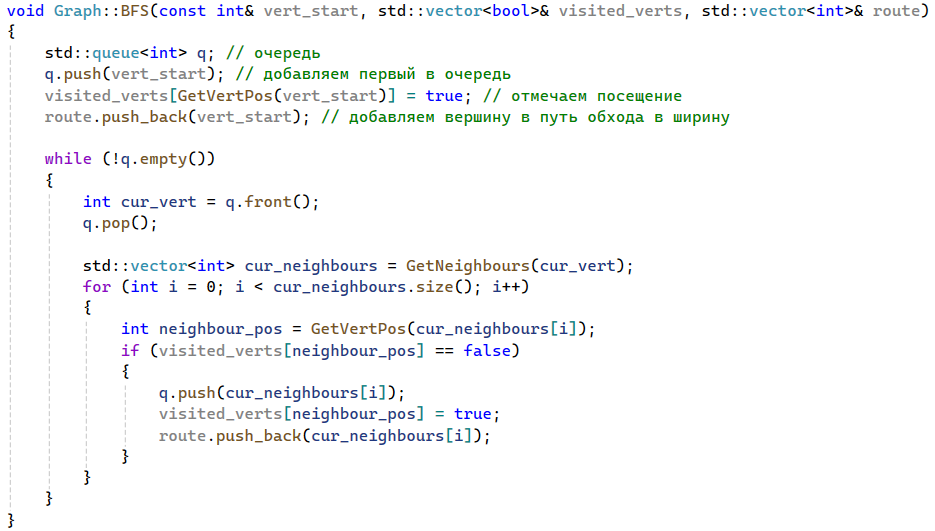 void Graph::BFS(const int& vert_start, std::vector<bool>& visited_verts, std::vector<int>& route)
{
    std::queue<int> q; // очередь
    q.push(vert_start); // добавляем первый в очередь
    visited_verts[GetVertPos(vert_start)] = true; // отмечаем посещение
    route.push_back(vert_start); // добавляем вершину в путь обхода в ширину

    while (!q.empty())
    {
        int cur_vert = q.front();
        q.pop();

        std::vector<int> cur_neighbours = GetNeighbours(cur_vert);
        for (int i = 0; i < cur_neighbours.size(); i++)
        {
            int neighbour_pos = GetVertPos(cur_neighbours[i]);
            if (visited_verts[neighbour_pos] == false)
            {
                q.push(cur_neighbours[i]);
                visited_verts[neighbour_pos] = true;
                route.push_back(cur_neighbours[i]);
            }
        }
    }
}